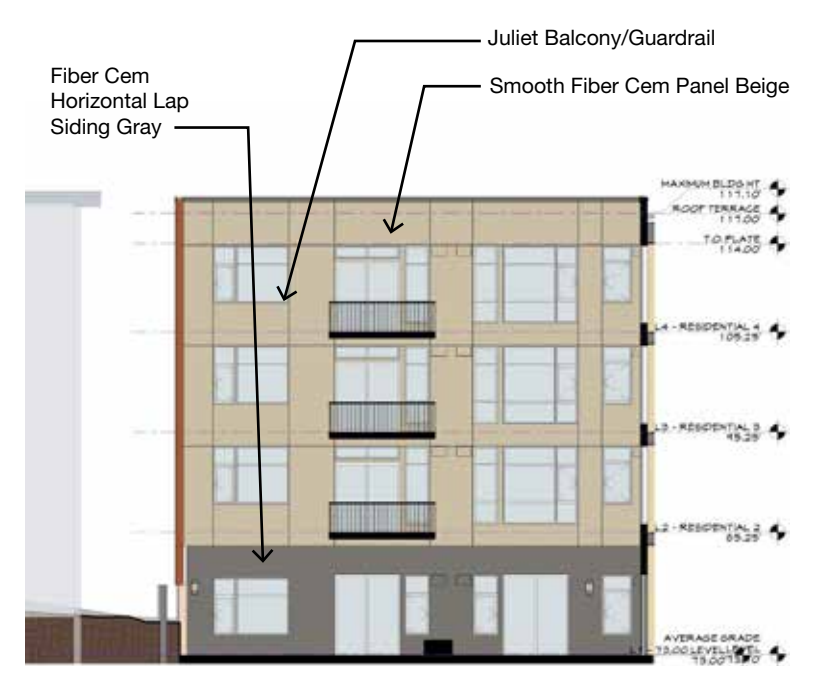 Juliet Balcony/Guardrail
Fiber Cem
Horizontal Lap
Siding Gray
Smooth Fiber Cem Panel Beige
MAXIMUM BLDG HT
117.10'
ROOF TERRACE
117.00'
T.O. PLATE
114.00'
L4 - RESIDENTIAL 4
105.25'
L3 - RESIDENTIAL 3
95.25'
L2 - RESIDENTIAL 2
85.25'
AVERAGE GRADE